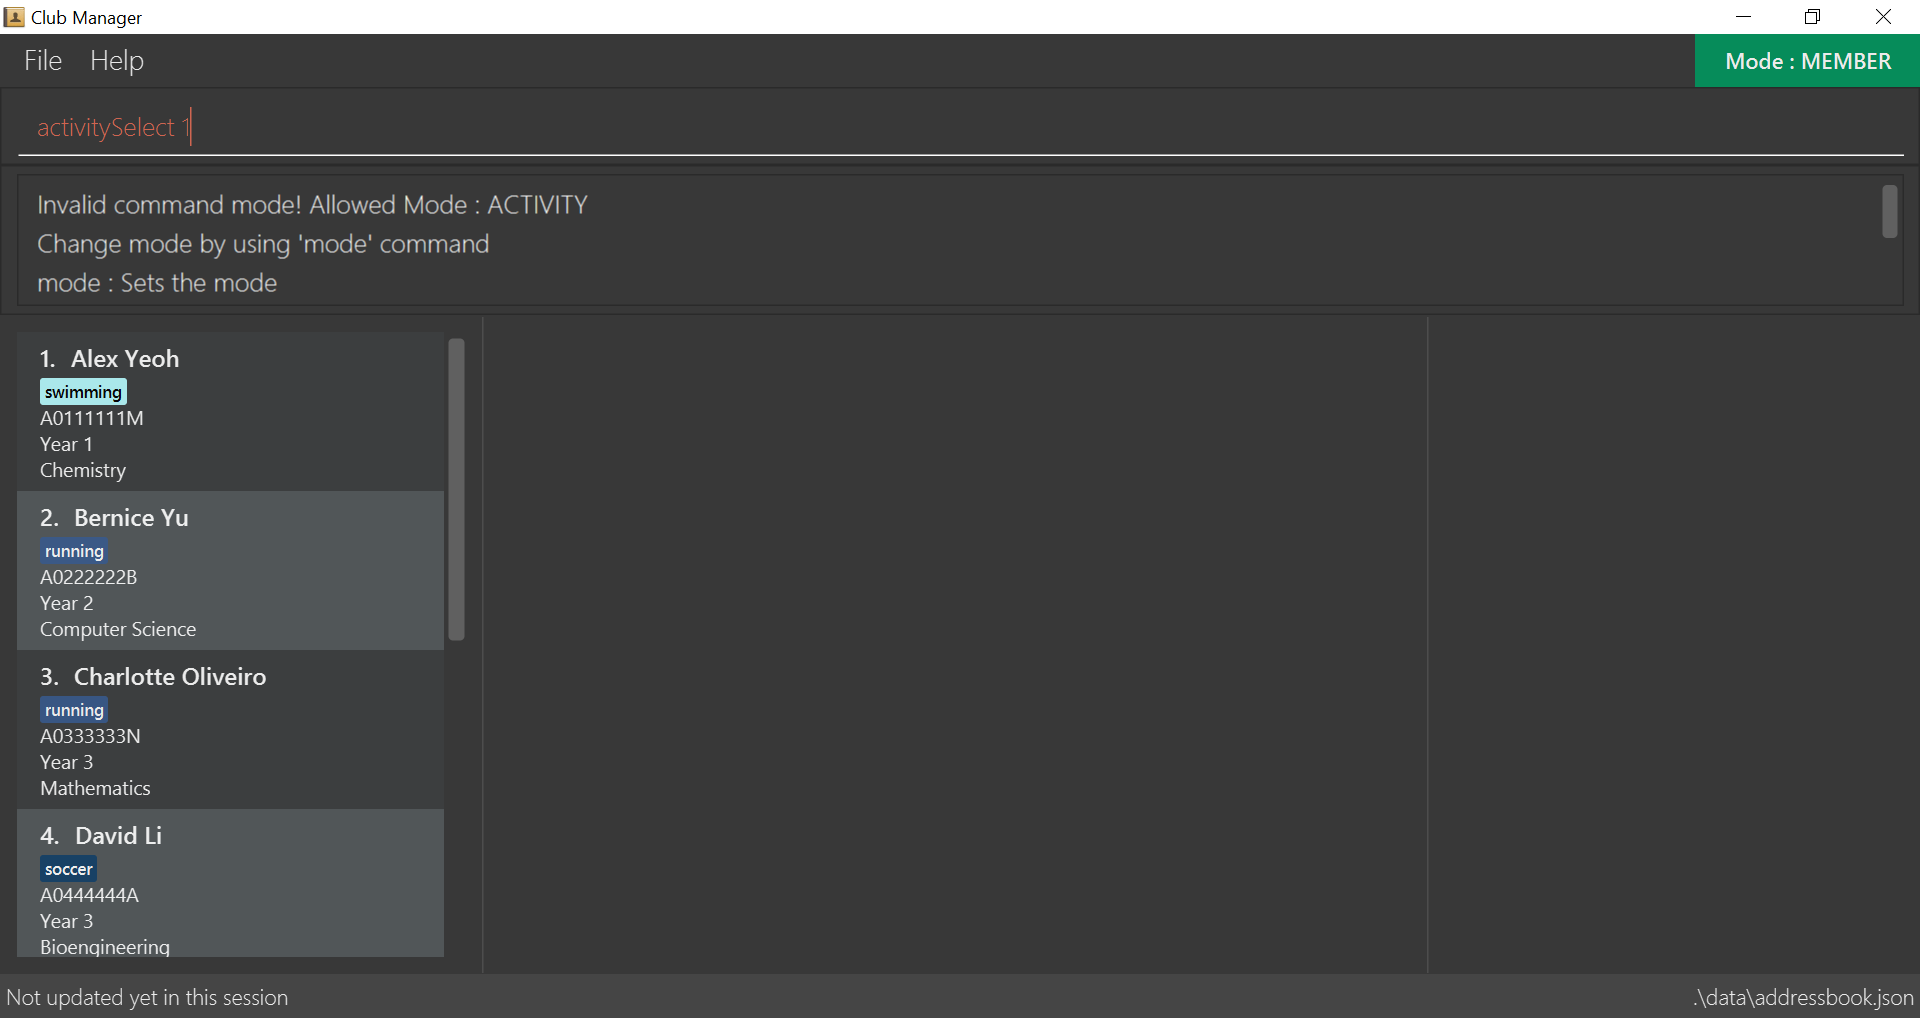 Club Manager
File Help
Mode : MEMBER
activitySelect 1
Invalid command mode! Allowed Mode : ACTIVITY
Change mode by using 'mode' command
mode : Sets the mode
1. Alex Yeoh
swimming
A0111111M
Year 1
Chemistry
2. Bernice Yu
running
A0222222B
Year 2
Computer Science
3. Charlotte Oliveiro
running
A0333333N
Year 3
Mathematics
4. David Li
soccer
A0444444A
Year 3
Bioengineering
Not updated yet in this session
.\data\addressbook.json